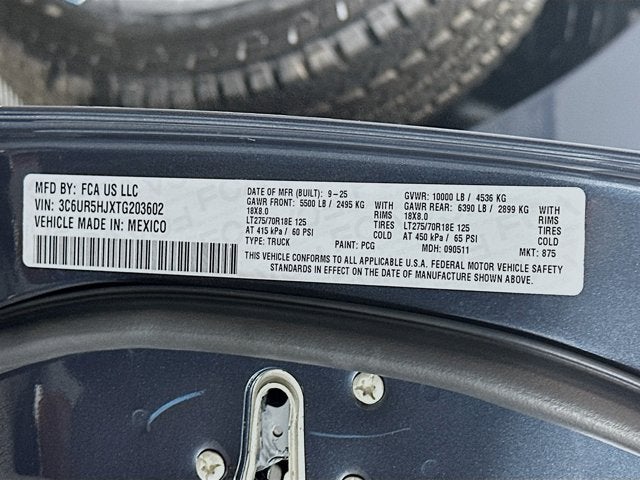 MFD BY: FCA US LLC
VIN: 3C6UR5HJXTG203602
VEHICLE MADE IN: MEXICO
DATE OF MFR (BUILT): 9-25
GAWR FRONT: 5500 LB / 2495 KG WITH
18X8.0 RIMS
LT275/70R18E 125 TIRES
AT 415 kPa / 60 PSI COLD
TYPE: TRUCK PAINT: PCG
GVWR: 10000 LB / 4536 KG
GAWR REAR: 6390 LB / 2899 KG WITH
18X8.0 RIMS
LT275/70R18E 125 TIRES
AT 450 kPa / 65 PSI COLD
MDH: 090511 MKT: 875
THIS VEHICLE CONFORMS TO ALL APPLICABLE U.S.A. FEDERAL MOTOR VEHICLE SAFETY
STANDARDS IN EFFECT ON THE DATE OF MANUFACTURE SHOWN ABOVE.